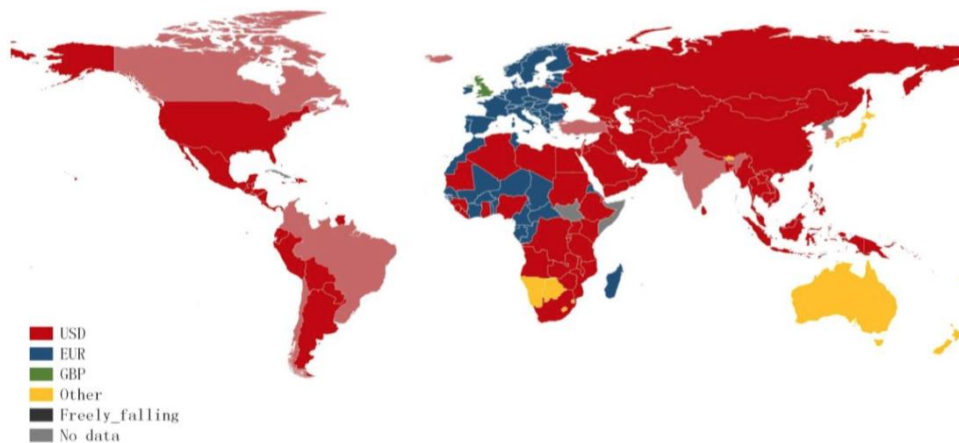 USD
EUR
GBP
Other
Freely_falling
No data